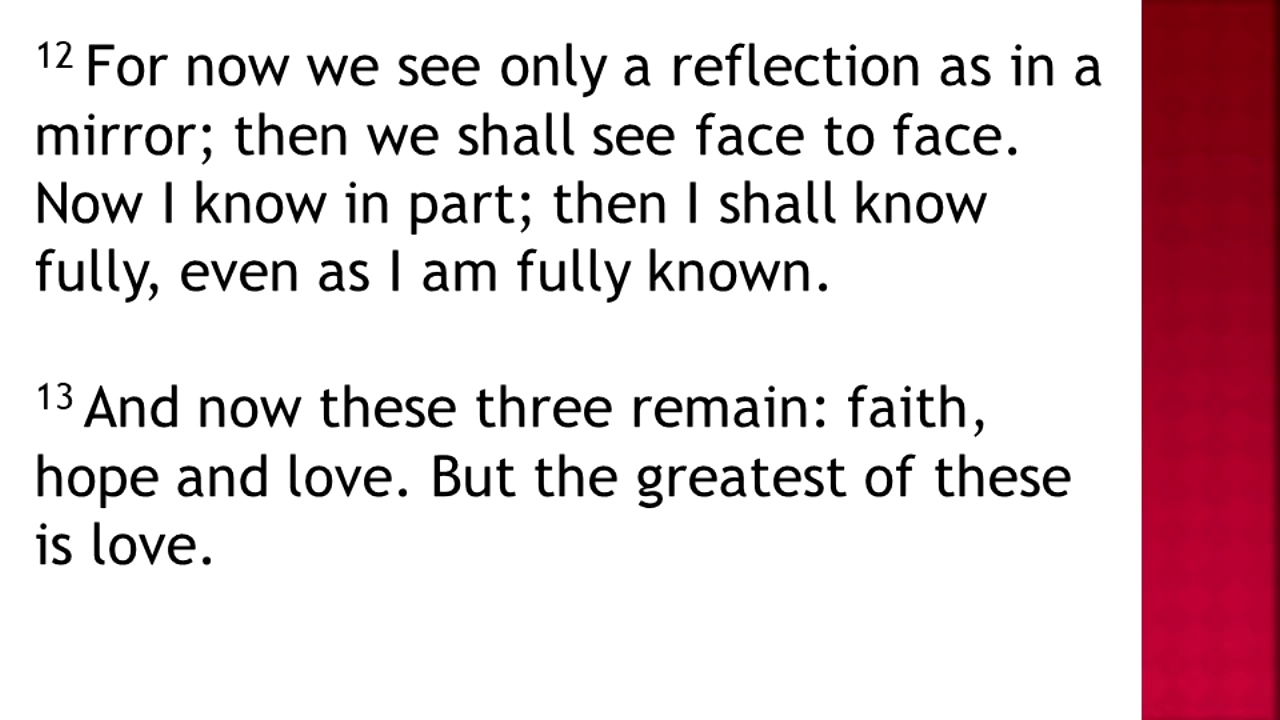 12 For now we see only a reflection as in a
mirror; then we shall see face to face.
Now I know in part; then I shall know
fully, even as I am fully known.
13 And now these three remain: faith,
hope and love. But the greatest of these
is love.